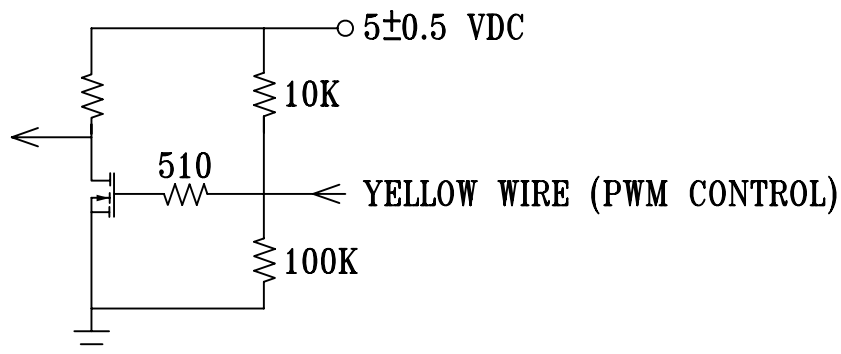 5±0.5 VDC
10K
510
YELLOW WIRE (PWM CONTROL)
100K